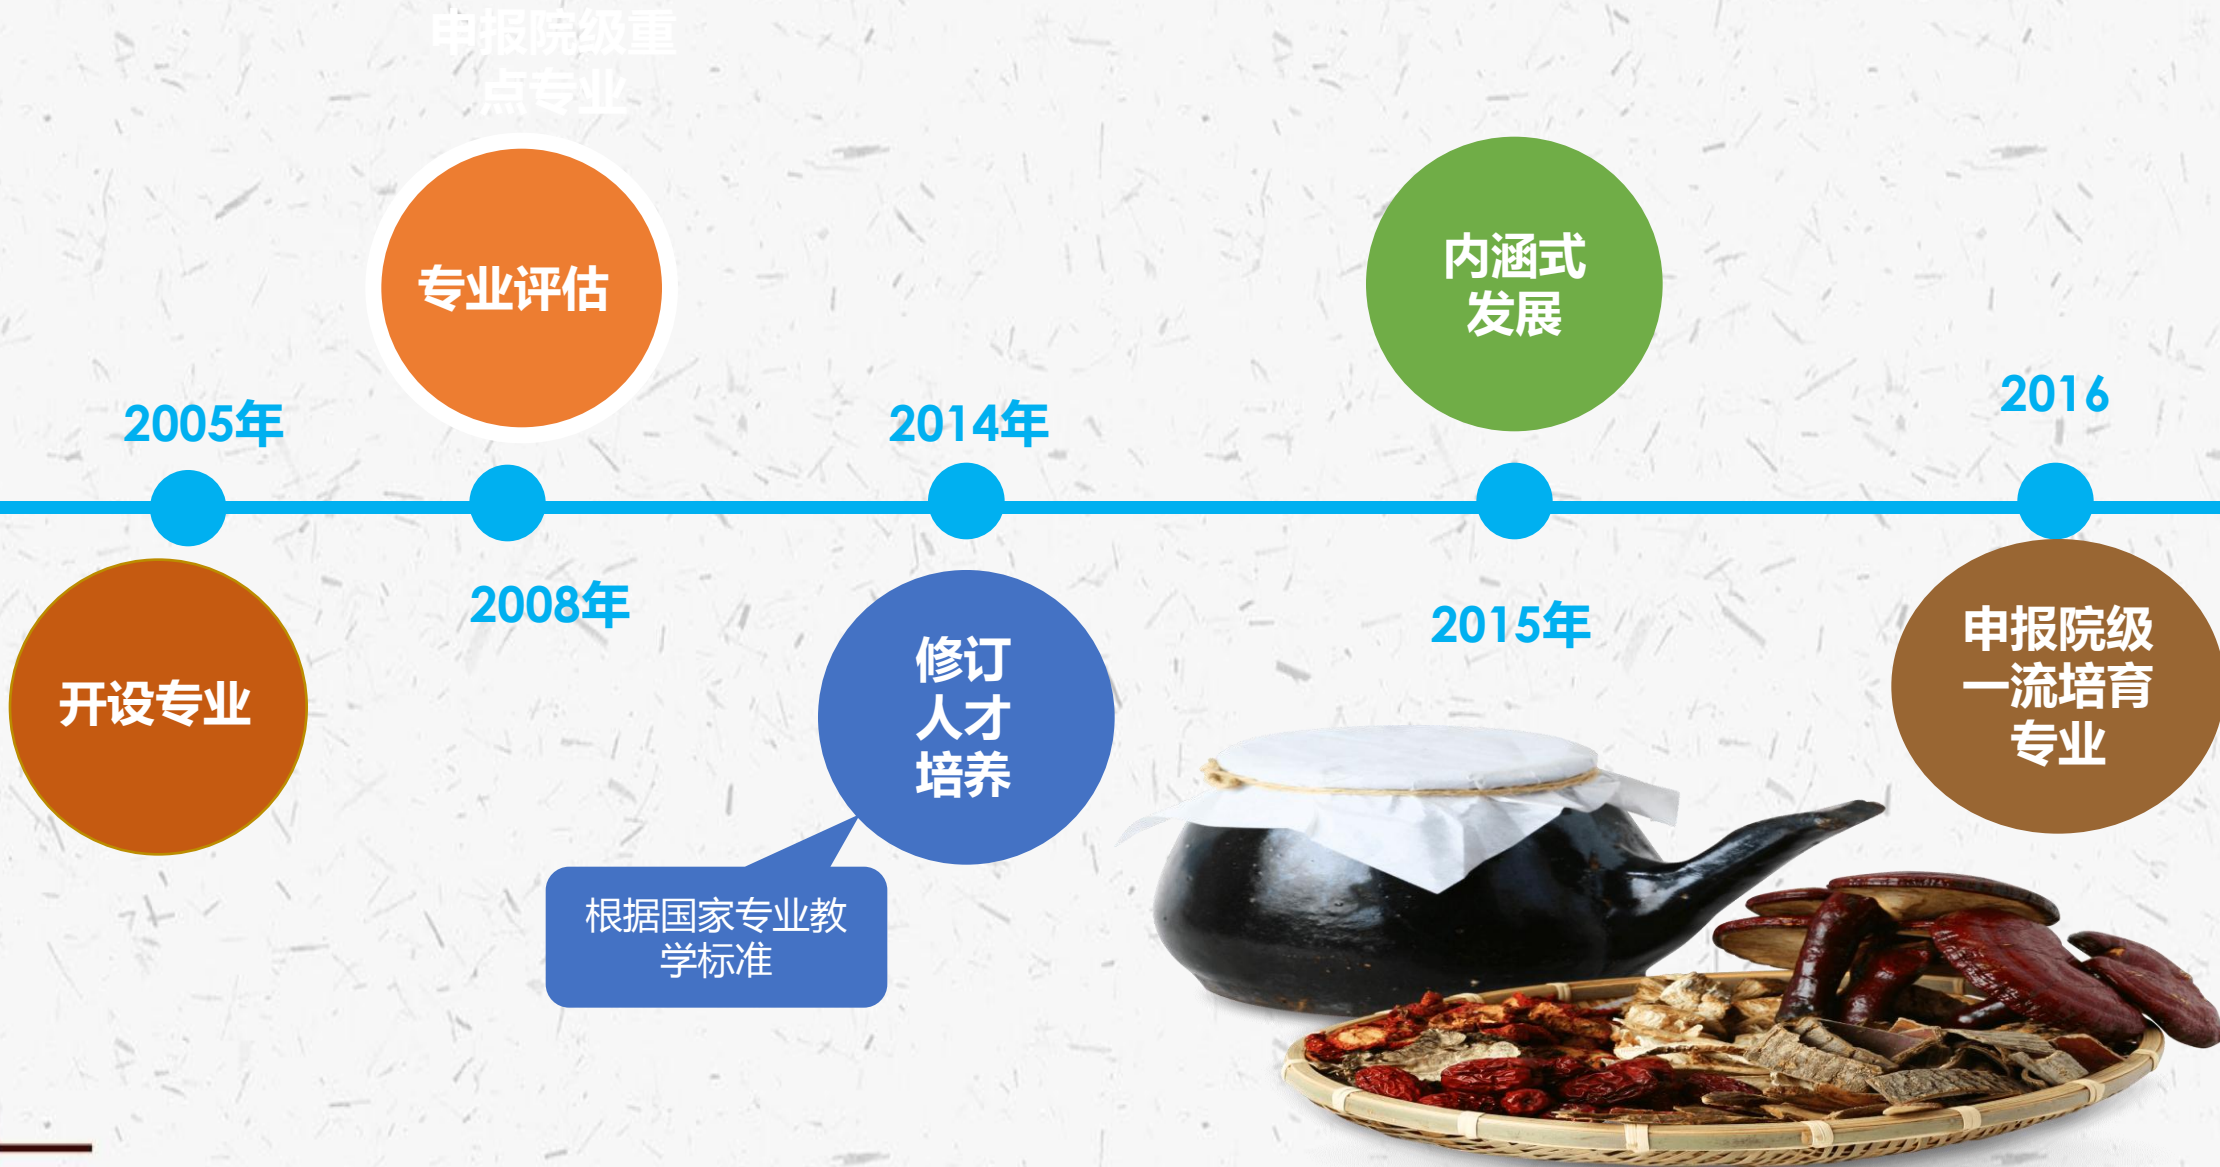 申报院级重
点专业
专业评估
内涵式
发展
2005年
2014年
2016
2008年
2015年
开设专业
修订
人才
培养
申报院级
一流培育
专业
根据国家专业教
学标准